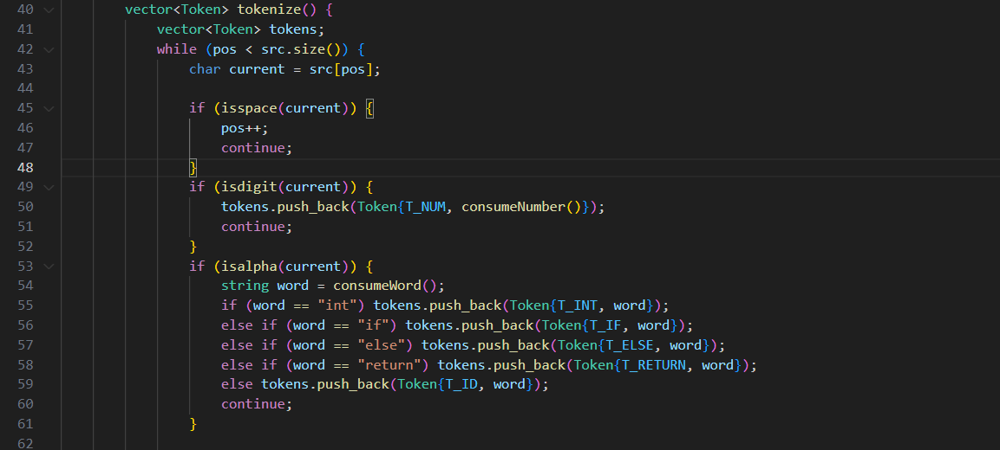 40 vector<Token> tokenize() {
41 vector<Token> tokens;
42 while (pos < src.size()) {
43 char current = src[pos];
44
45 if (isspace(current)) {
46 pos++;
47 continue;
48 }
49 if (isdigit(current)) {
50 tokens.push_back(Token{T_NUM, consumeNumber()});
51 continue;
52 }
53 if (isalpha(current)) {
54 string word = consumeWord();
55 if (word == "int") tokens.push_back(Token{T_INT, word});
56 else if (word == "if") tokens.push_back(Token{T_IF, word});
57 else if (word == "else") tokens.push_back(Token{T_ELSE, word});
58 else if (word == "return") tokens.push_back(Token{T_RETURN, word});
59 else tokens.push_back(Token{T_ID, word});
60 continue;
61 }
62